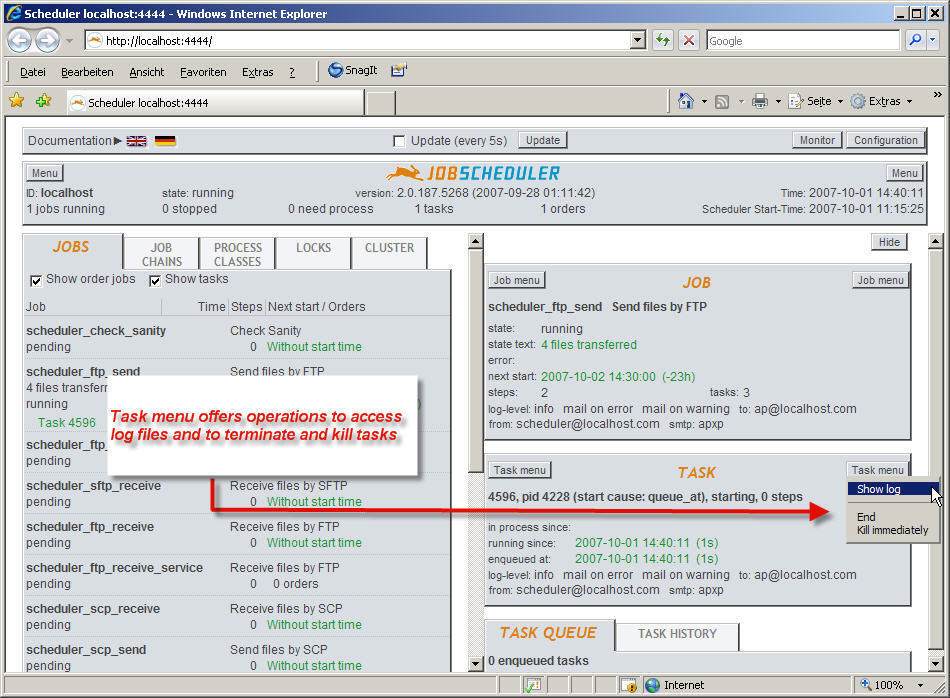 Scheduler localhost:4444 - Windows Internet Explorer
http://localhost:4444/
Google
Datei Bearbeiten Ansicht Favoriten Extras ? SnagIt
Scheduler localhost:4444
Seite Extras »
Documentation Update (every 5s) Update Monitor Configuration
Menu JOBSCHEDULER Menu
ID: localhost state: running version: 2.0.187.5268 (2007-09-28 01:11:42) Time: 2007-10-01 14:40:11
1 jobs running 0 stopped 0 need process 1 tasks 1 orders Scheduler Start-Time: 2007-10-01 11:15:25
JOBS
JOB CHAINS
PROCESS CLASSES
LOCKS
CLUSTER
Show order jobs Show tasks
Job Time Steps Next start / Orders
scheduler_check_sanity Check Sanity
pending 0 Without start time
scheduler_ftp_send Send files by FTP
4 files transferr
running )
Task 4596
scheduler_ftp_
pending
scheduler_sftp_receive Receive files by SFTP
pending 0 Without start time
scheduler_ftp_receive Receive files by FTP
pending 0 Without start time
scheduler_ftp_receive_service Receive files by FTP
pending 0 0 orders
scheduler_scp_receive Receive files by SCP
pending 0 Without start time
scheduler_scp_send Send files by SCP
pending 0 Without start time
Task menu offers operations to access
log files and to terminate and kill tasks
Hide
Job menu JOB Job menu
scheduler_ftp_send Send files by FTP
state: running
state text: 4 files transferred
error:
next start: 2007-10-02 14:30:00 (-23h)
steps: 2 tasks: 3
log-level: info mail on error mail on warning to: ap@localhost.com
from: scheduler@localhost.com smtp: apxp
Task menu TASK Task menu
4596, pid 4228 (start cause: queue_at), starting, 0 steps
Show log
End
Kill immediately
in process since:
running since: 2007-10-01 14:40:11 (1s)
enqueued at: 2007-10-01 14:40:11 (1s)
log-level: info mail on error mail on warning to: ap@localhost.com
from: scheduler@localhost.com smtp: apxp
TASK QUEUE TASK HISTORY
0 enqueued tasks
Internet 100%